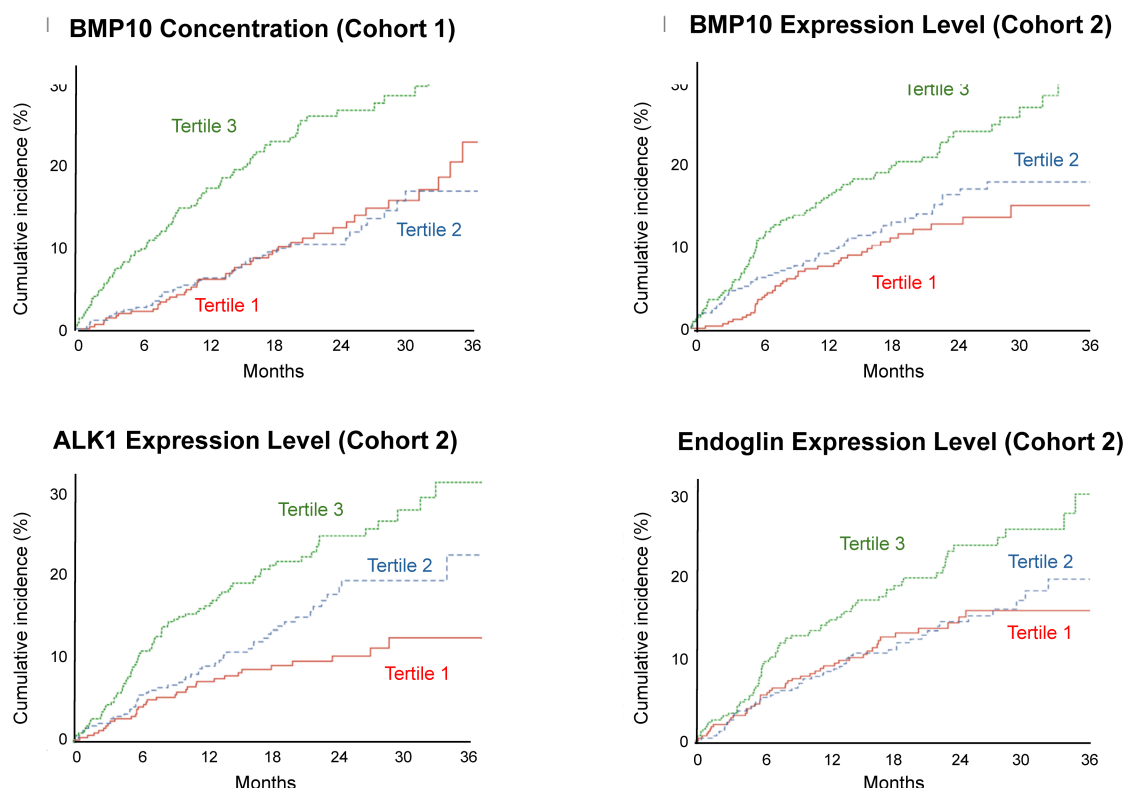 BMP10 Concentration (Cohort 1)
Cumulative incidence (%)
30
20
10
0
Tertile 3
Tertile 2
Tertile 1
0 6 12 18 24 30 36
Months
BMP10 Expression Level (Cohort 2)
Cumulative incidence (%)
30
20
10
0
Tertile 3
Tertile 2
Tertile 1
0 6 12 18 24 30 36
Months
ALK1 Expression Level (Cohort 2)
Cumulative incidence (%)
30
20
10
0
Tertile 3
Tertile 2
Tertile 1
0 6 12 18 24 30 36
Months
Endoglin Expression Level (Cohort 2)
Cumulative incidence (%)
30
20
10
0
Tertile 3
Tertile 2
Tertile 1
0 6 12 18 24 30 36
Months